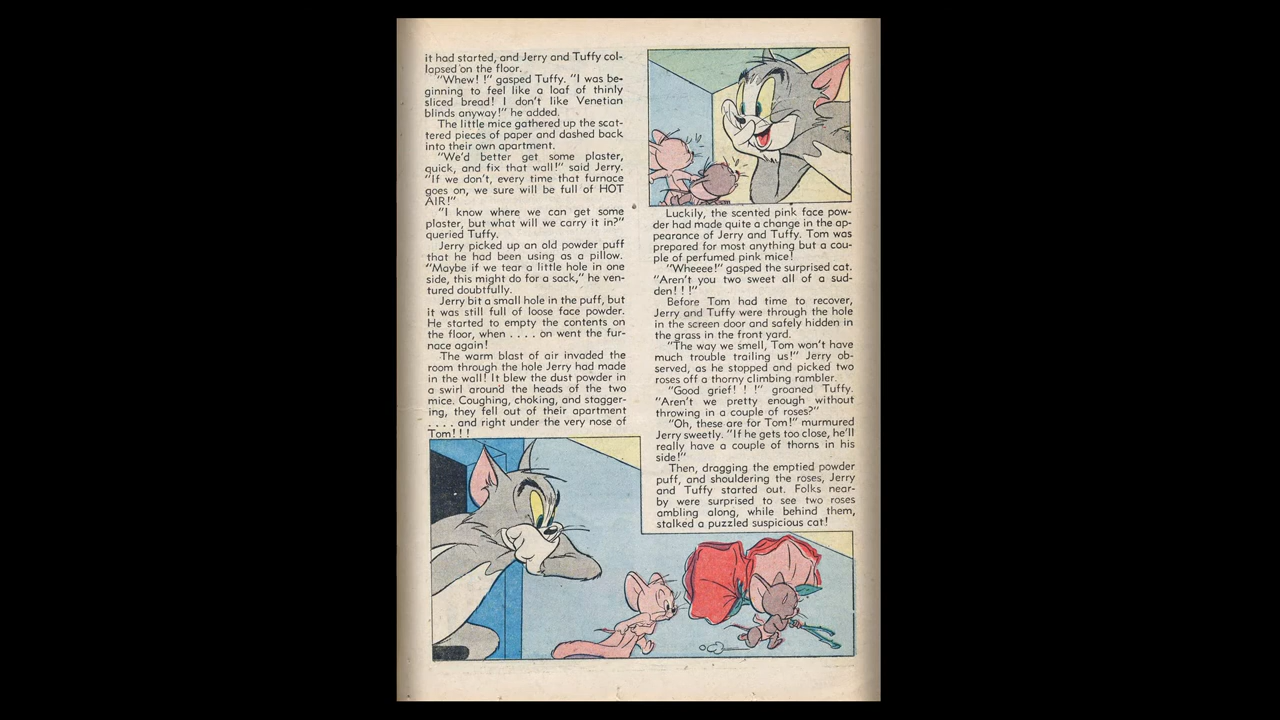 it had started, and Jerry and Tuffy col-
lapsed on the floor.
"Whew! !" gasped Tuffy. "I was be-
ginning to feel like a loaf of thinly
sliced bread! I don't like Venetian
blinds anyway!" he added.
The little mice gathered up the scat-
tered pieces of paper and dashed back
into their own apartment.
"We'd better get some plaster,
quick, and fix that wall!" said Jerry.
"If we don't, every time that furnace
goes on, we sure will be full of HOT
AIR!"
"I know where we can get some
plaster, but what will we carry it in?"
queried Tuffy.
Jerry picked up an old powder puff
that he had been using as a pillow.
"Maybe if we tear a little hole in one
side, this might do for a sack," he ven-
tured doubtfully.
Jerry bit a small hole in the puff, but
it was still full of loose face powder.
He started to empty the contents on
the floor, when . . . . on went the fur-
nace again!
The warm blast of air invaded the
room through the hole Jerry had made
in the wall! It blew the dust powder in
a swirl around the heads of the two
mice. Coughing, choking, and stagger-
ing, they fell out of their apartment
. . . . and right under the very nose of
Tom! ! !
Luckily, the scented pink face pow-
der had made quite a change in the ap-
pearance of Jerry and Tuffy. Tom was
prepared for most anything but a cou-
ple of perfumed pink mice!
"Wheeee!" gasped the surprised cat.
"Aren't you two sweet all of a sud-
den! ! !"
Before Tom had time to recover,
Jerry and Tuffy were through the hole
in the screen door and safely hidden in
the grass in the front yard.
"The way we smell, Tom won't have
much trouble trailing us!" Jerry ob-
served, as he stopped and picked two
roses off a thorny climbing rambler.
"Good grief! ! !" groaned Tuffy.
"Aren't we pretty enough without
throwing in a couple of roses?"
"Oh, these are for Tom!" murmured
Jerry sweetly. "If he gets too close, he'll
really have a couple of thorns in his
side!"
Then, dragging the emptied powder
puff, and shouldering the roses, Jerry
and Tuffy started out. Folks near-
by were surprised to see two roses
ambling along, while behind them,
stalked a puzzled suspicious cat!